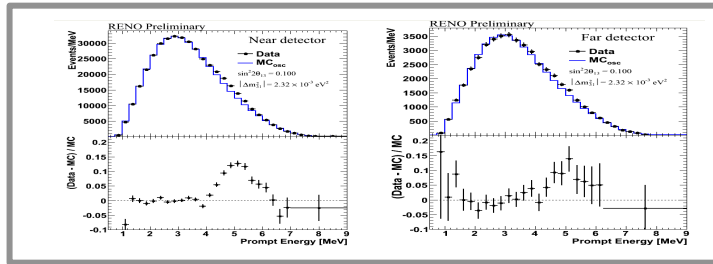 RENO Preliminary
Near detector
Data
MCosc
sin²2θ₁₃ = 0.100
|Δm²₃₁| = 2.32 × 10⁻³ eV²
Events/MeV
30000
25000
20000
15000
10000
5000
(Data - MC) / MC
0.2
0.15
0.1
0.05
0
-0.05
-0.1
1 2 3 4 5 6 7 8 9
Prompt Energy [MeV]
RENO Preliminary
Far detector
Data
MCosc
sin²2θ₁₃ = 0.100
|Δm²₃₁| = 2.32 × 10⁻³ eV²
Events/MeV
3500
3000
2500
2000
1500
1000
500
(Data - MC) / MC
0.2
0.15
0.1
0.05
0
-0.05
-0.1
1 2 3 4 5 6 7 8 9
Prompt Energy [MeV]